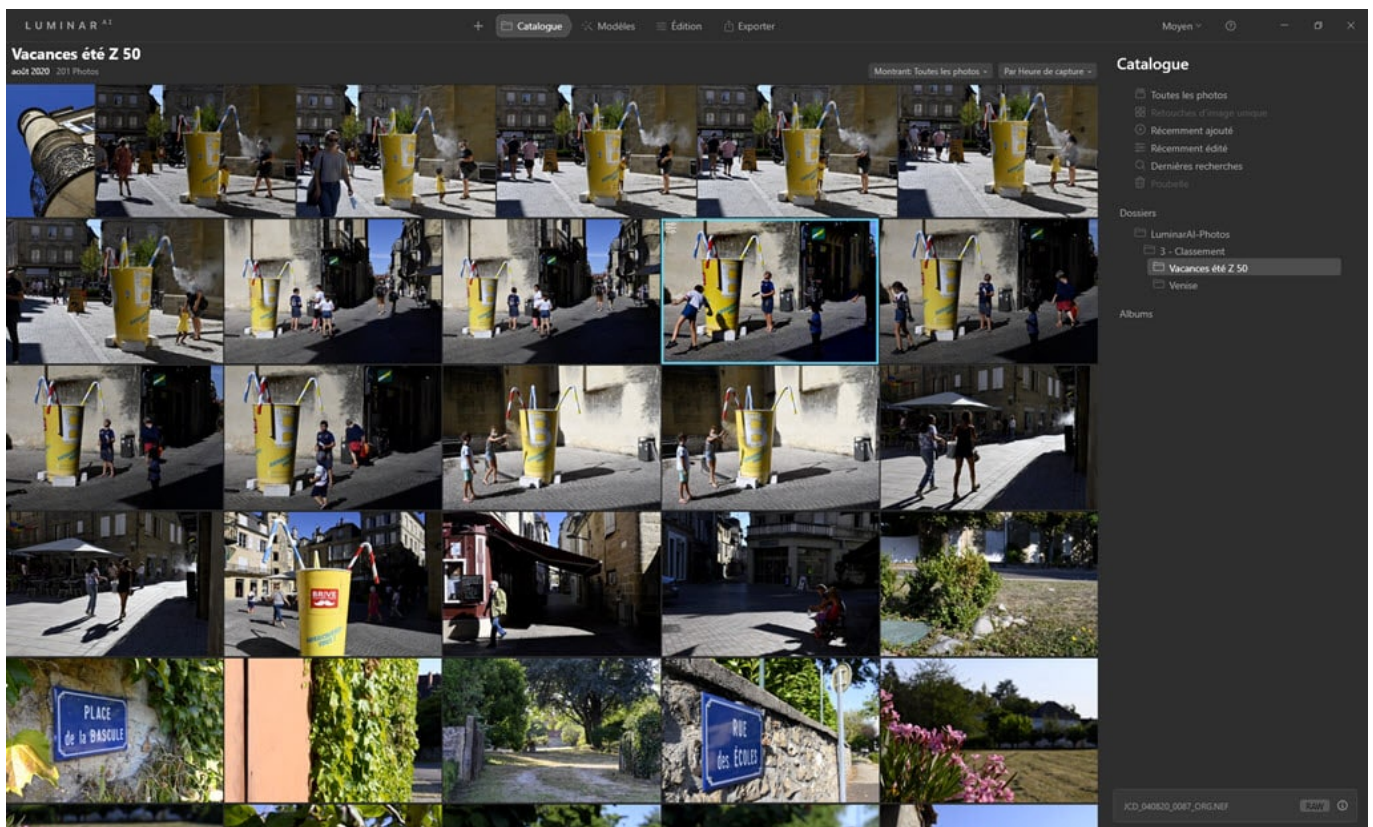 LUMINAR AI
+ Catalogue Modèles Édition Exporter
Moyen
Vacances été Z 50
août 2020 201 Photos
Montrant: Toutes les photos
Par Heure de capture
Catalogue
Toutes les photos
Retouches d'image unique
Récemment ajouté
Récemment édité
Dernières recherches
Poubelle
Dossiers
LuminarAI-Photos
3 - Classement
Vacances été Z 50
Venise
Albums
BRIVE
PLACE
de la BASCULE
RUE
des ÉCOLES
JCD_040820_0087_ORG.NEF
RAW